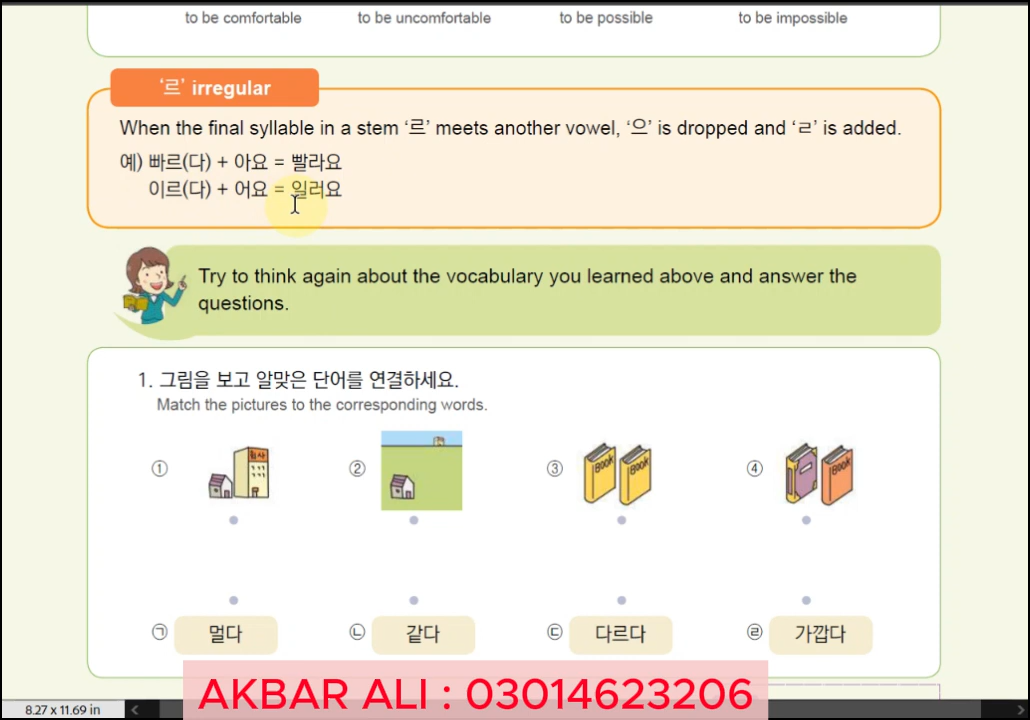 to be comfortable to be uncomfortable to be possible to be impossible
‘르’ irregular
When the final syllable in a stem ‘르’ meets another vowel, ‘으’ is dropped and ‘ㄹ’ is added.
예) 빠르(다) + 아요 = 빨라요
이르(다) + 어요 = 일러요
Try to think again about the vocabulary you learned above and answer the
questions.
1. 그림을 보고 알맞은 단어를 연결하세요.
Match the pictures to the corresponding words.
① ② ③ ④
회사
BOOK BOOK BOOK
㉠ 멀다 ㉡ 같다 ㉢ 다르다 ㉣ 가깝다
AKBAR ALI : 03014623206
8.27 x 11.69 in